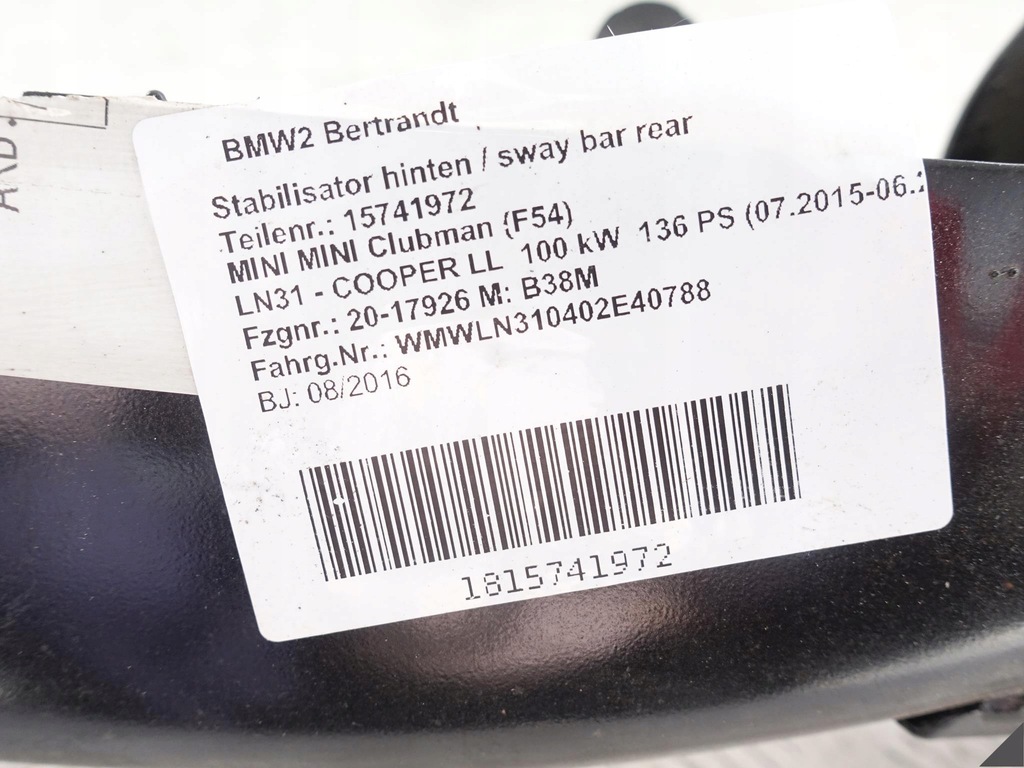 BMW2 Bertrandt
Stabilisator hinten / sway bar rear
Teilenr.: 15741972
MINI MINI Clubman (F54)
LN31 - COOPER LL 100 kW 136 PS (07.2015-06.2
Fzgnr.: 20-17926 M: B38M
Fahrg.Nr.: WMWLN310402E40788
BJ: 08/2016
1815741972